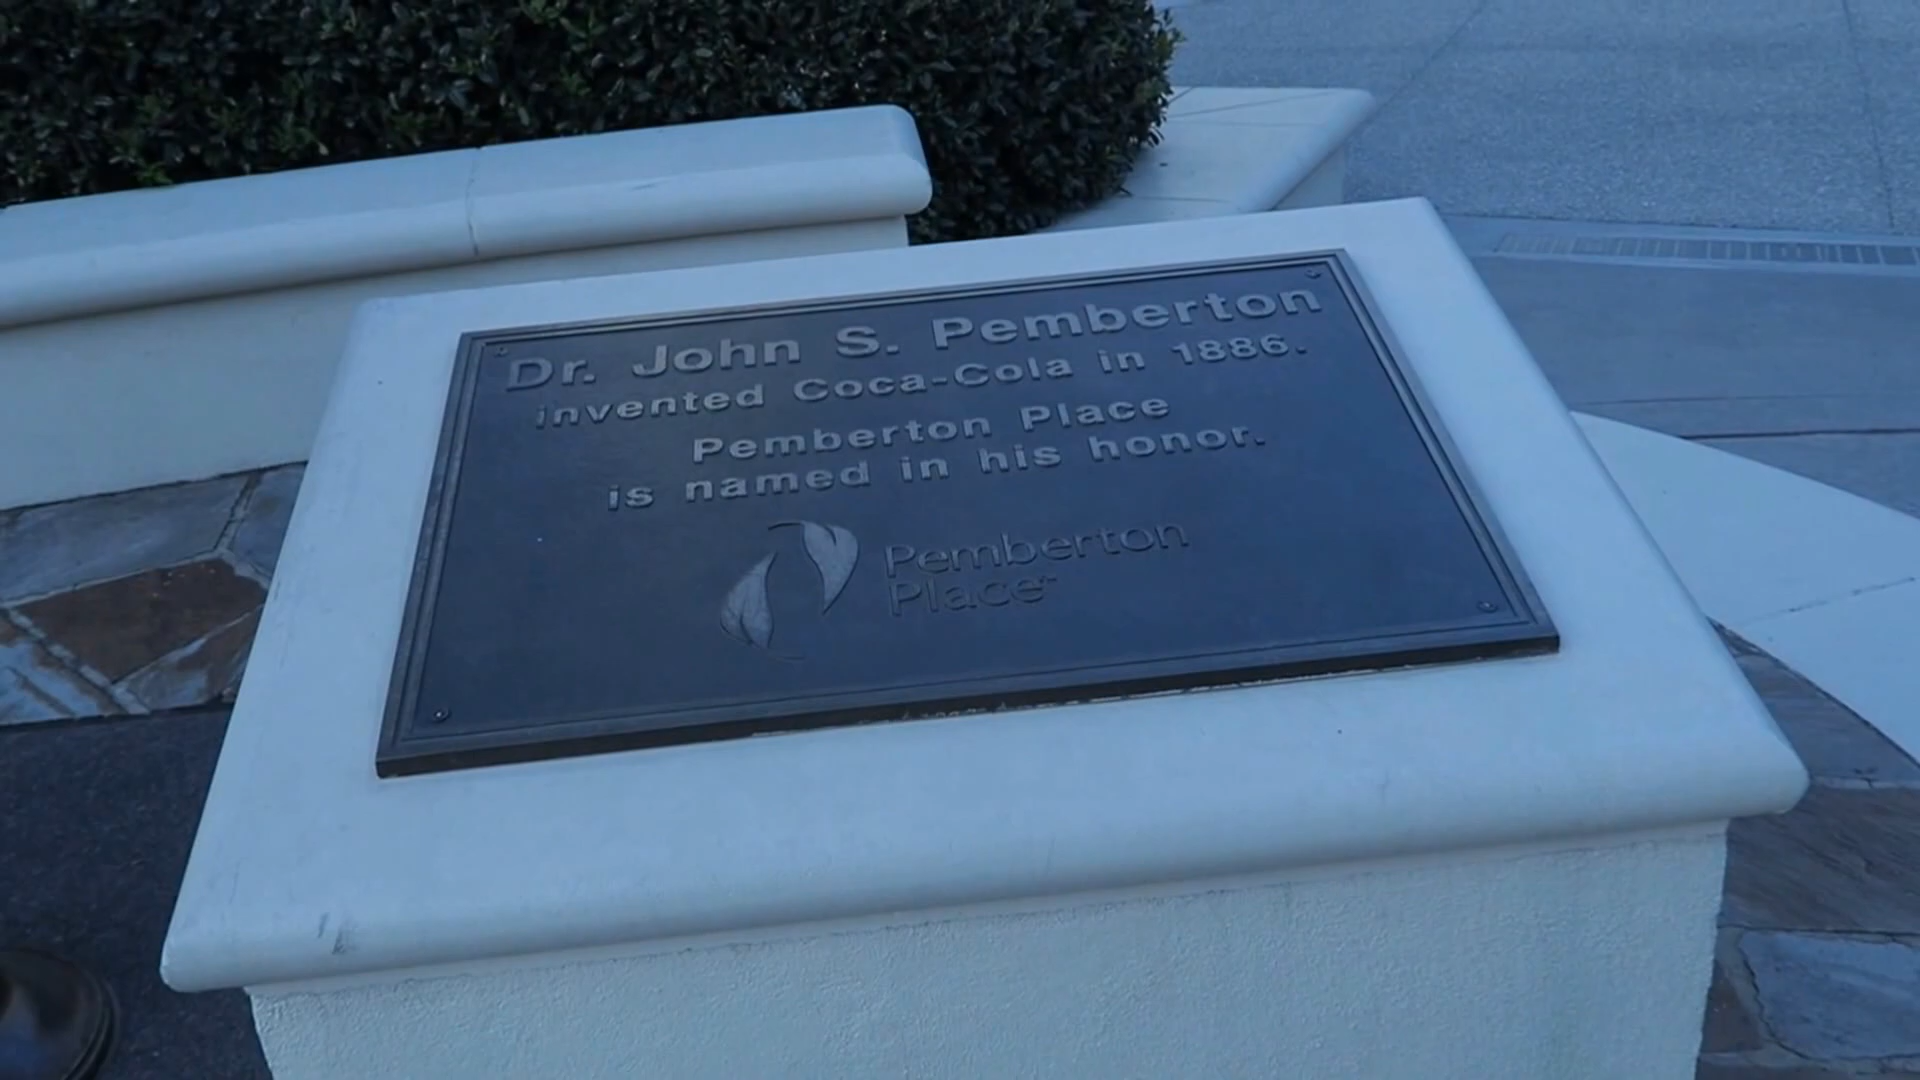 Dr. John S. Pemberton
invented Coca-Cola in 1886.
Pemberton Place
is named in his honor.
Pemberton
Place